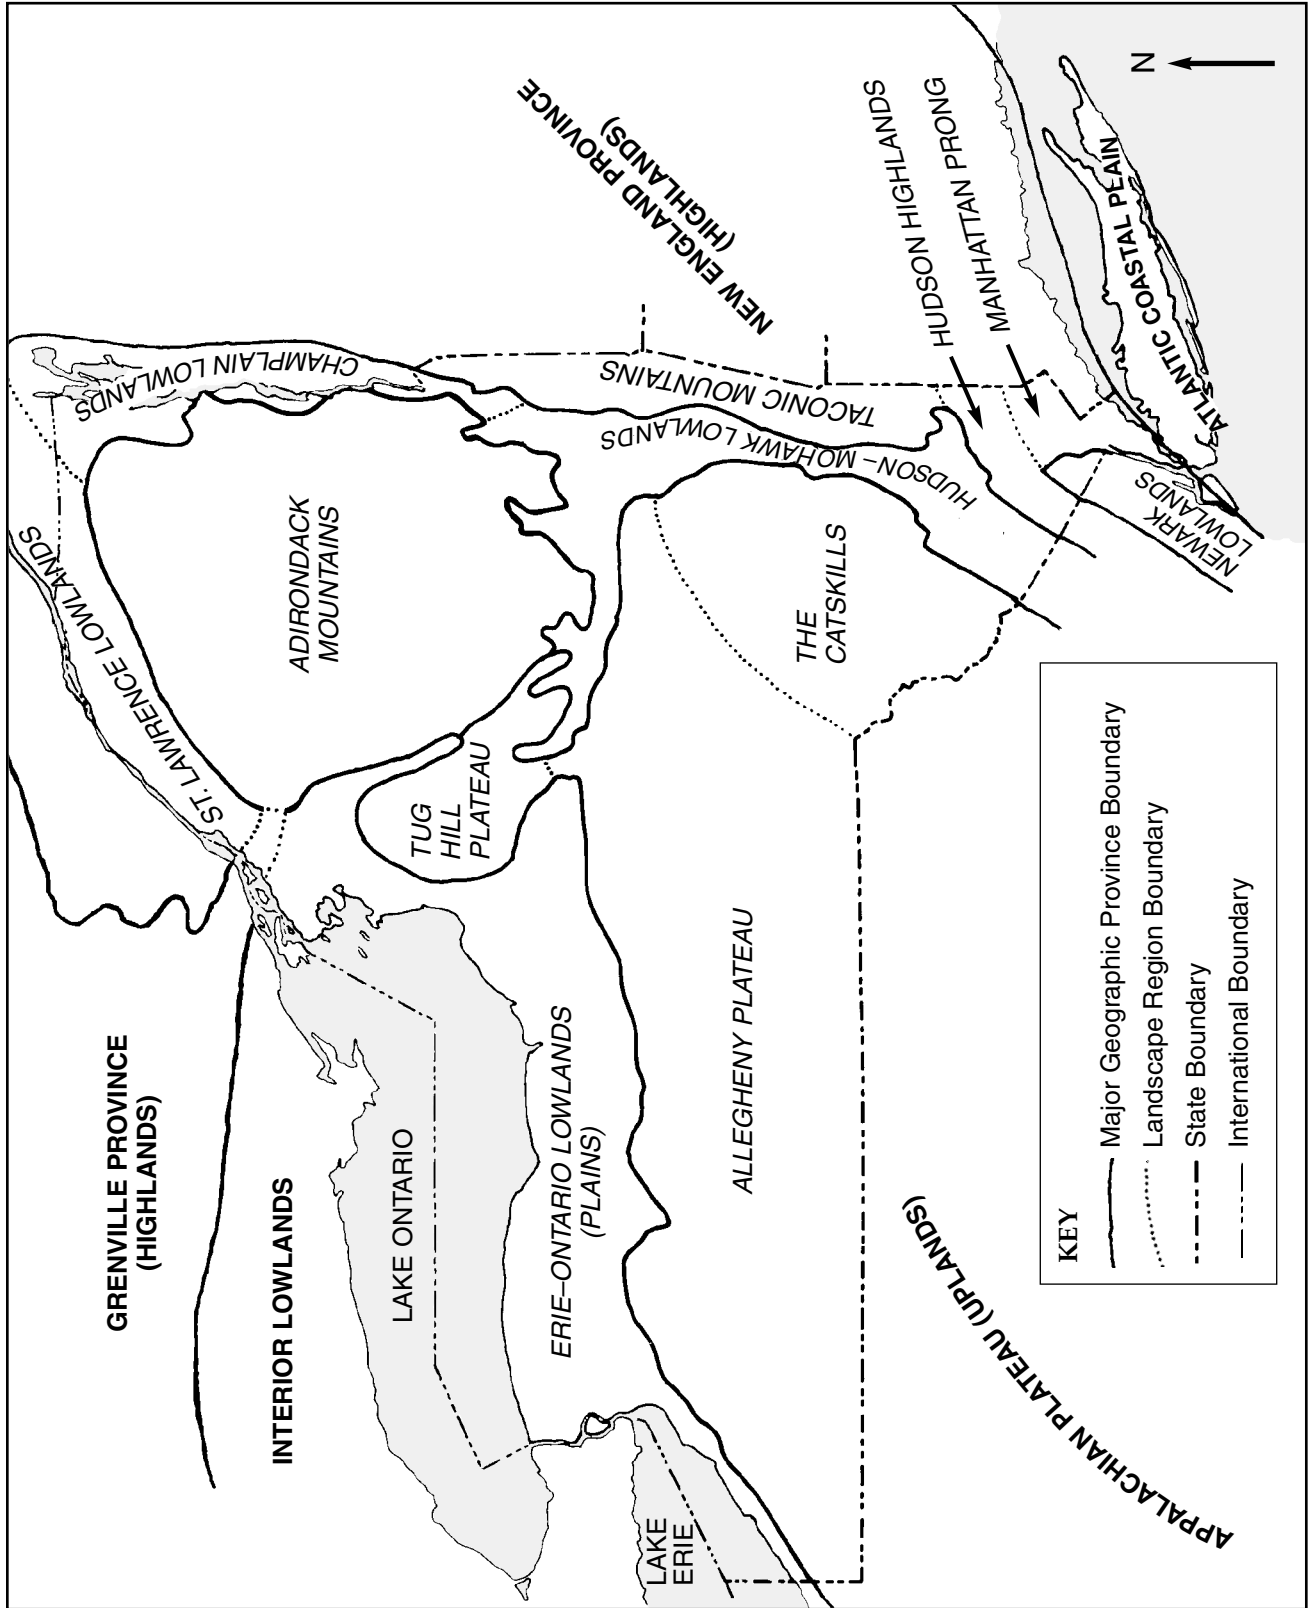 GRENVILLE PROVINCE
(HIGHLANDS)
INTERIOR LOWLANDS
LAKE ONTARIO
ERIE–ONTARIO LOWLANDS
(PLAINS)
LAKE
ERIE
ALLEGHENY PLATEAU
APPALACHIAN PLATEAU (UPLANDS)
ST. LAWRENCE LOWLANDS
TUG
HILL
PLATEAU
ADIRONDACK
MOUNTAINS
CHAMPLAIN LOWLANDS
THE
CATSKILLS
HUDSON–MOHAWK LOWLANDS
TACONIC MOUNTAINS
NEW ENGLAND PROVINCE
(HIGHLANDS)
HUDSON HIGHLANDS
MANHATTAN PRONG
NEWARK
LOWLANDS
ATLANTIC COASTAL PLAIN
N
KEY
Major Geographic Province Boundary
Landscape Region Boundary
State Boundary
International Boundary